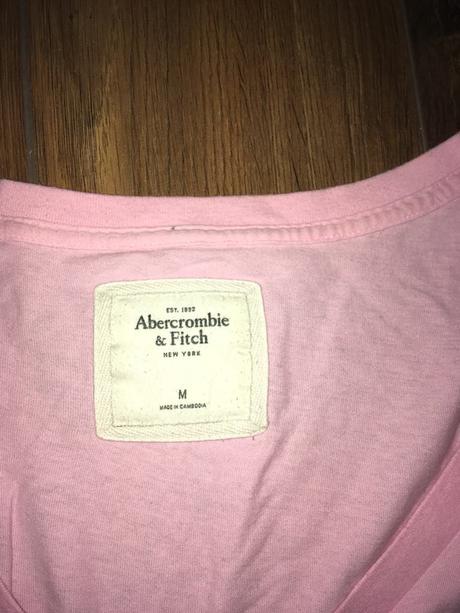 EST. 1892
Abercrombie
& Fitch
NEW YORK
M
MADE IN CAMBODIA